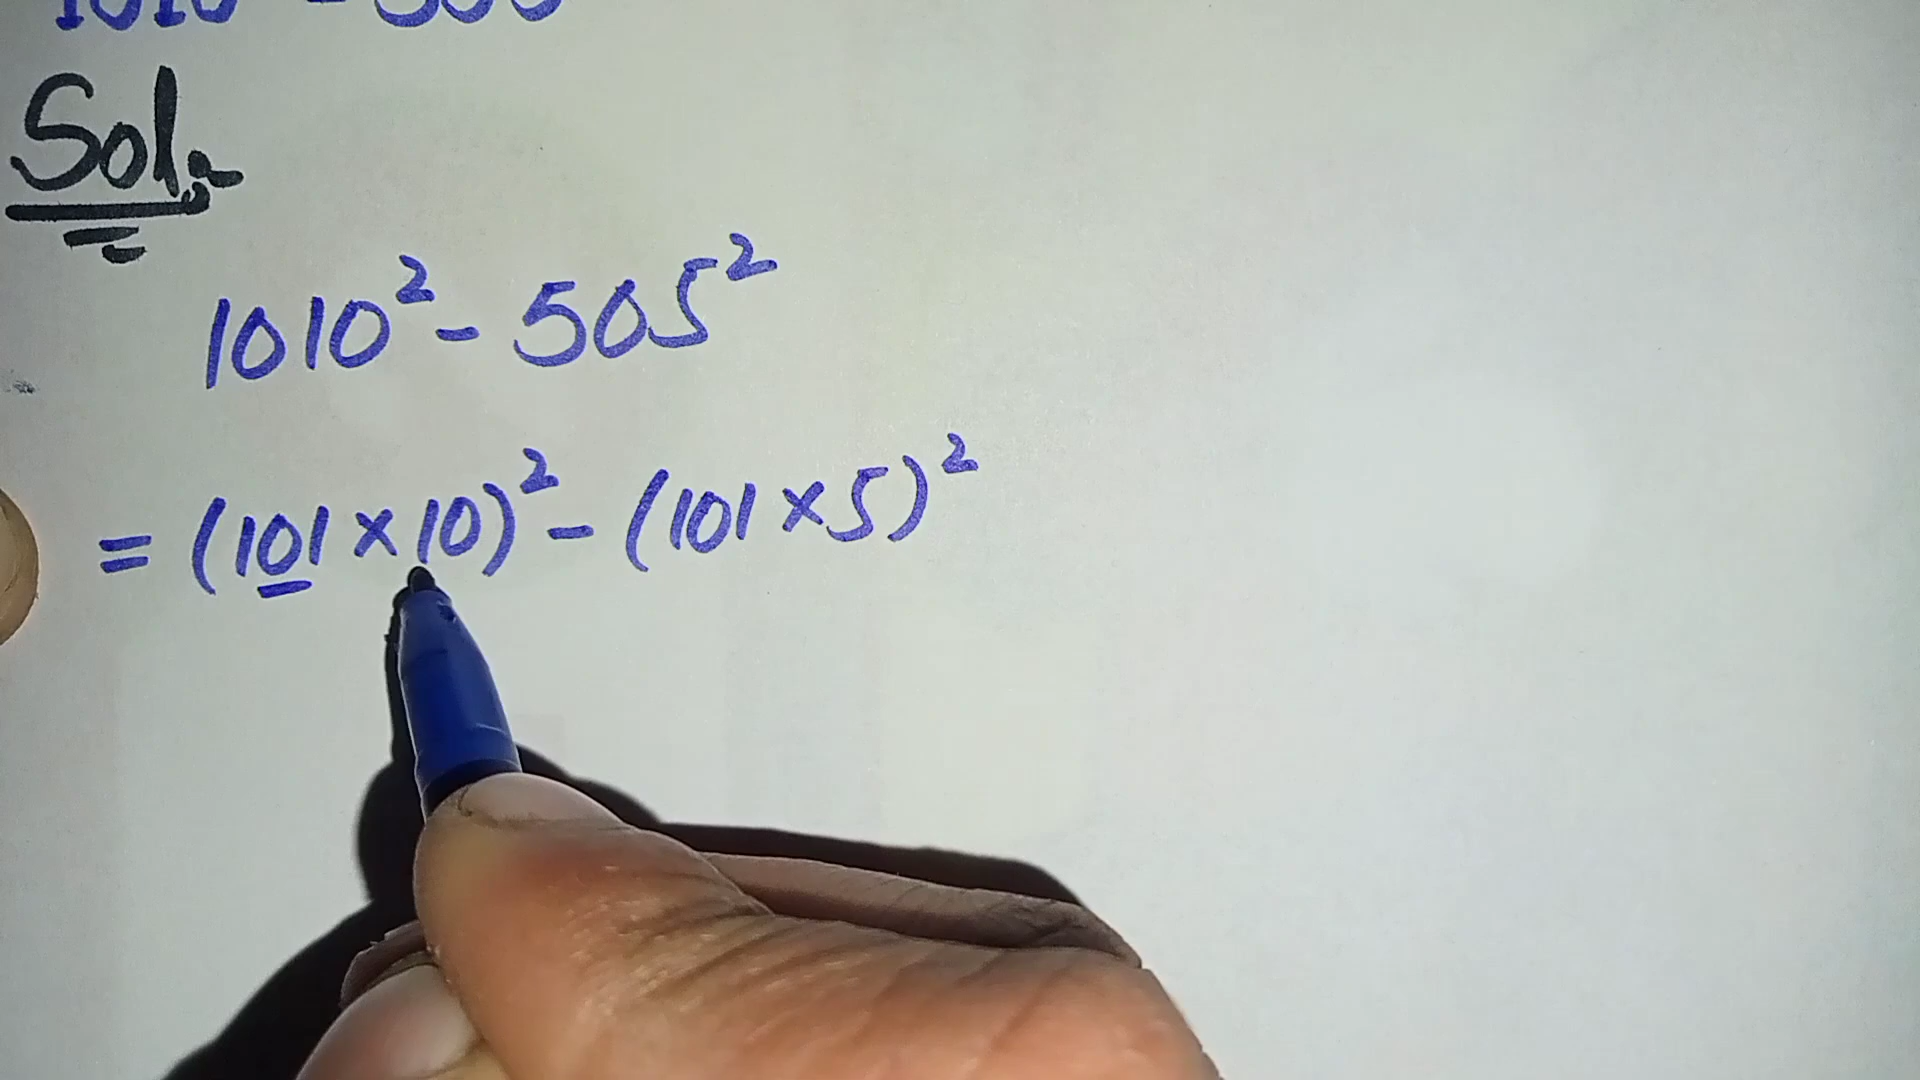 Sol
1010² - 505²
= (101 × 10)² - (101 × 5)²